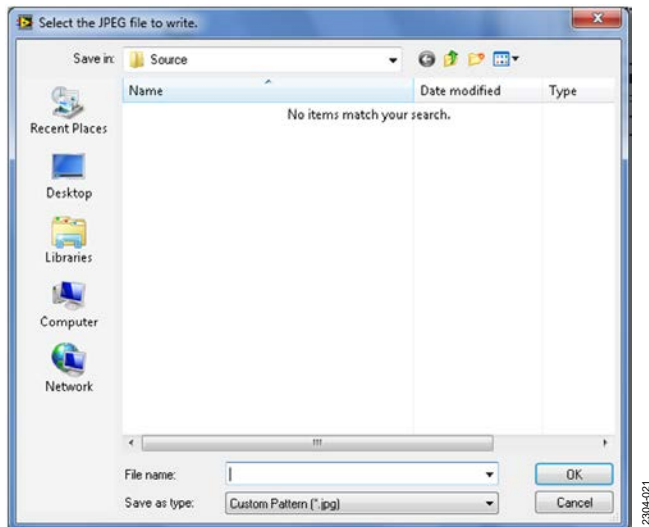 Select the JPEG file to write.
Save in: Source
Name Date modified Type
No items match your search.
Recent Places
Desktop
Libraries
Computer
Network
File name: OK
Save as type: Custom Pattern (*.jpg) Cancel
2304-021